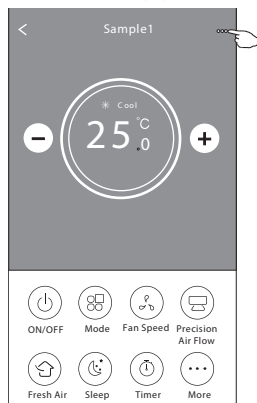 Sample1
Cool
25.0 °C
ON/OFF Mode Fan Speed Precision Air Flow
Fresh Air Sleep Timer More